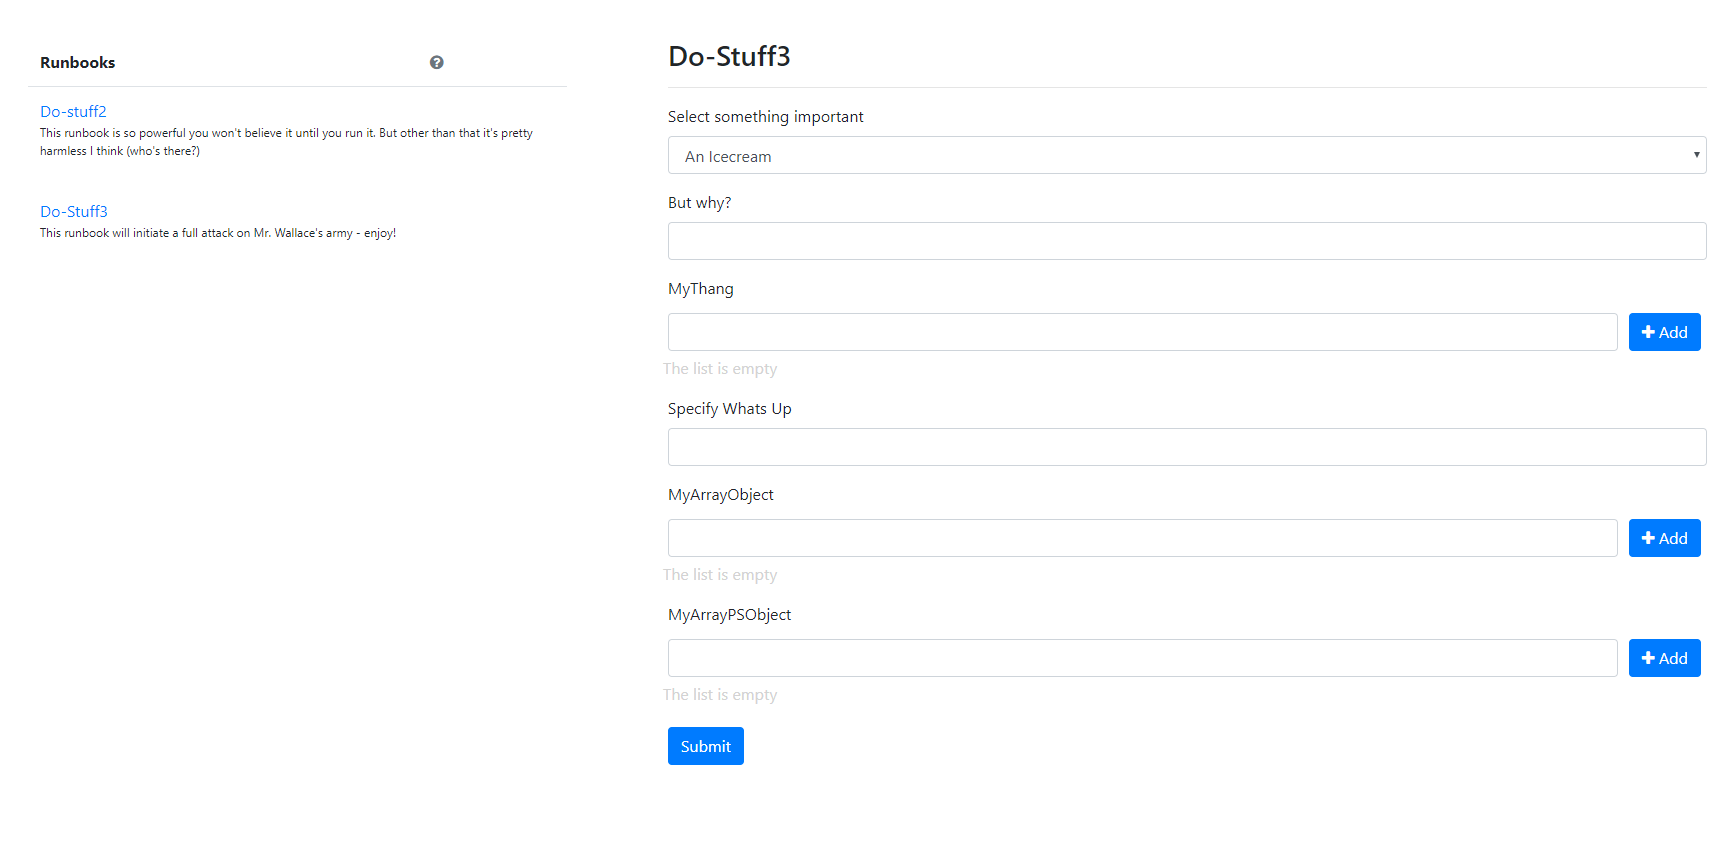 Runbooks
Do-stuff2
This runbook is so powerful you won't believe it until you run it. But other than that it's pretty
harmless I think (who's there?)
Do-Stuff3
This runbook will initiate a full attack on Mr. Wallace's army - enjoy!
Do-Stuff3
Select something important
An Icecream
But why?
MyThang
Add
The list is empty
Specify Whats Up
MyArrayObject
Add
The list is empty
MyArrayPSObject
Add
The list is empty
Submit